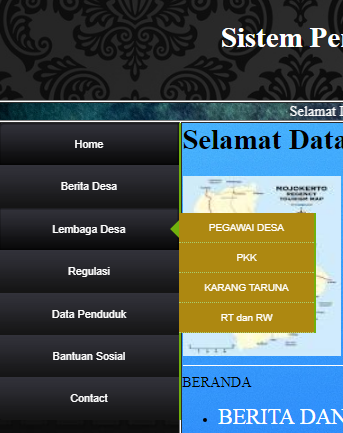 Sistem Pe
Selamat
Home
Berita Desa
Lembaga Desa
Regulasi
Data Penduduk
Bantuan Sosial
Contact
Selamat Data
MOJOKERTO
REGENCY
TOURISM MAP
PEGAWAI DESA
PKK
KARANG TARUNA
RT dan RW
BERANDA
BERITA DAN